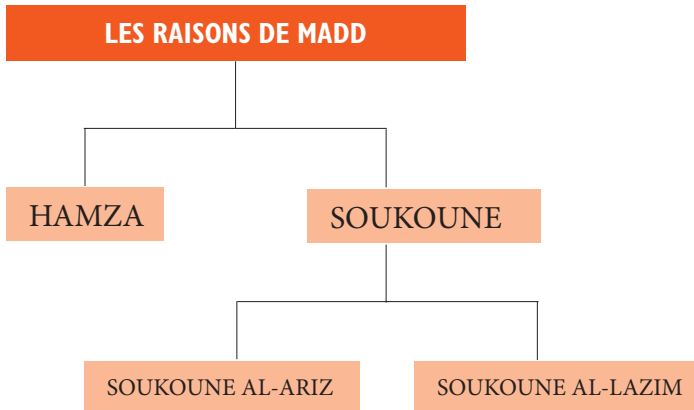 LES RAISONS DE MADD
HAMZA
SOUKOUNE
SOUKOUNE AL-ARIZ
SOUKOUNE AL-LAZIM